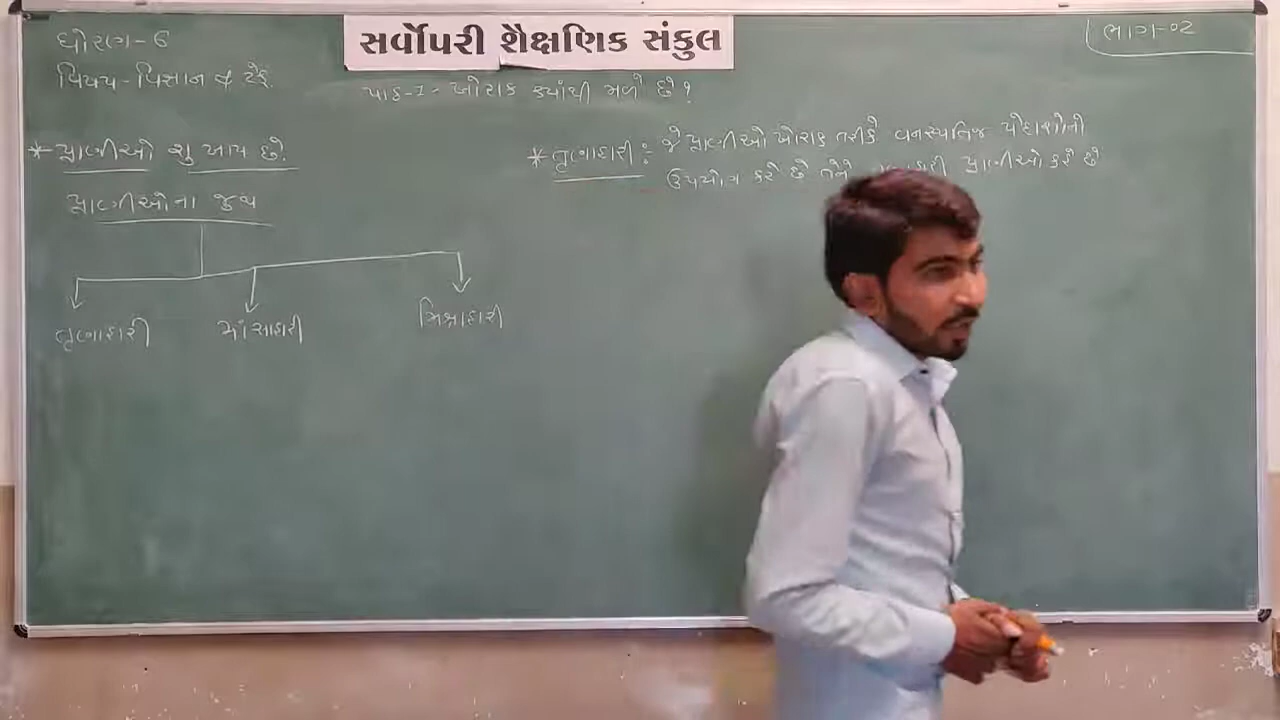 ધોરણ-6
વિષય-વિજ્ઞાન & ટેક.
સર્વોપરી શૈક્ષણિક સંકુલ
ભાગ-02
પાઠ-1- ખોરાક ક્યાંથી મળે છે?
* પ્રાણીઓ શુ ખાય છે.
પ્રાણીઓના જુથ
તૃણાહારી માંસાહારી મિશ્રાહારી
* તૃણાહારી:- જે પ્રાણીઓ ખોરાક તરીકે વનસ્પતિજ પેદાશોનો
ઉપયોગ કરે છે તેને પ્રાણીઓ કહે છે